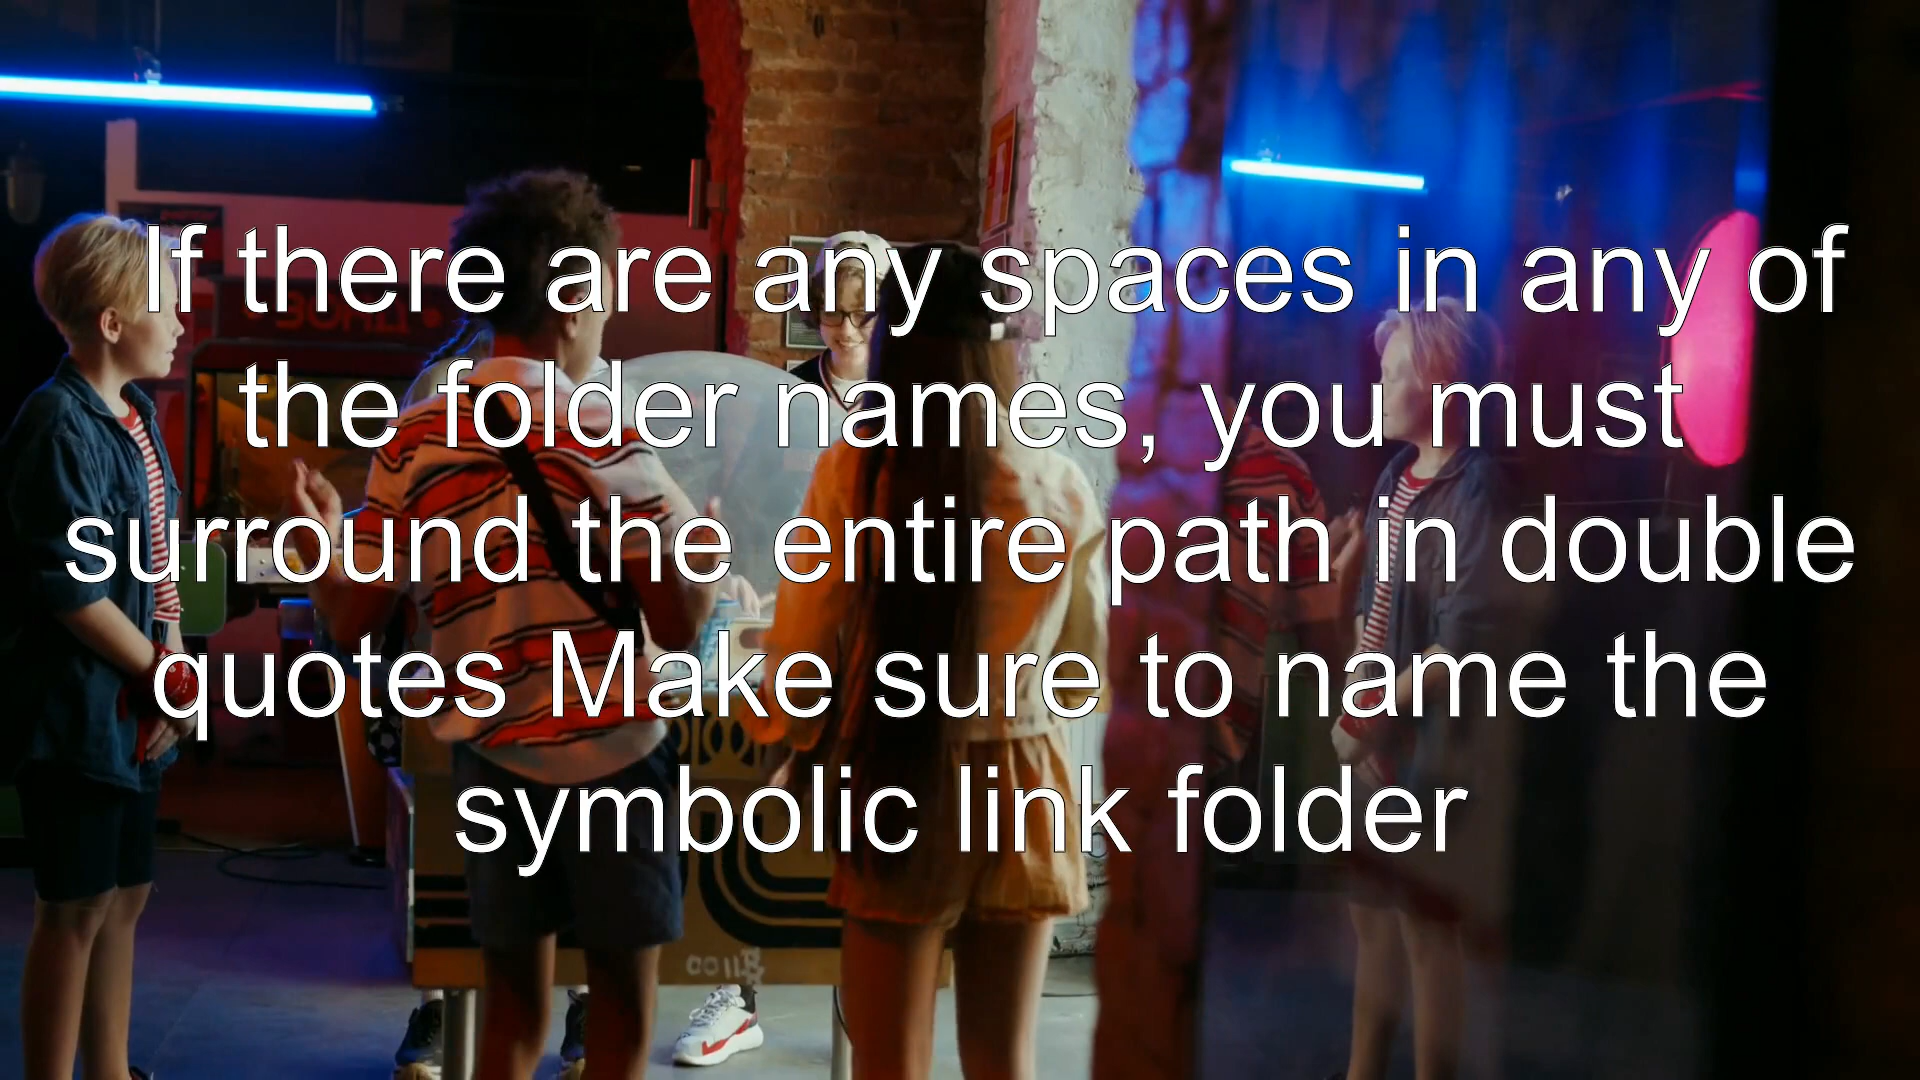 If there are any spaces in any of
the folder names, you must
surround the entire path in double
quotes Make sure to name the
symbolic link folder